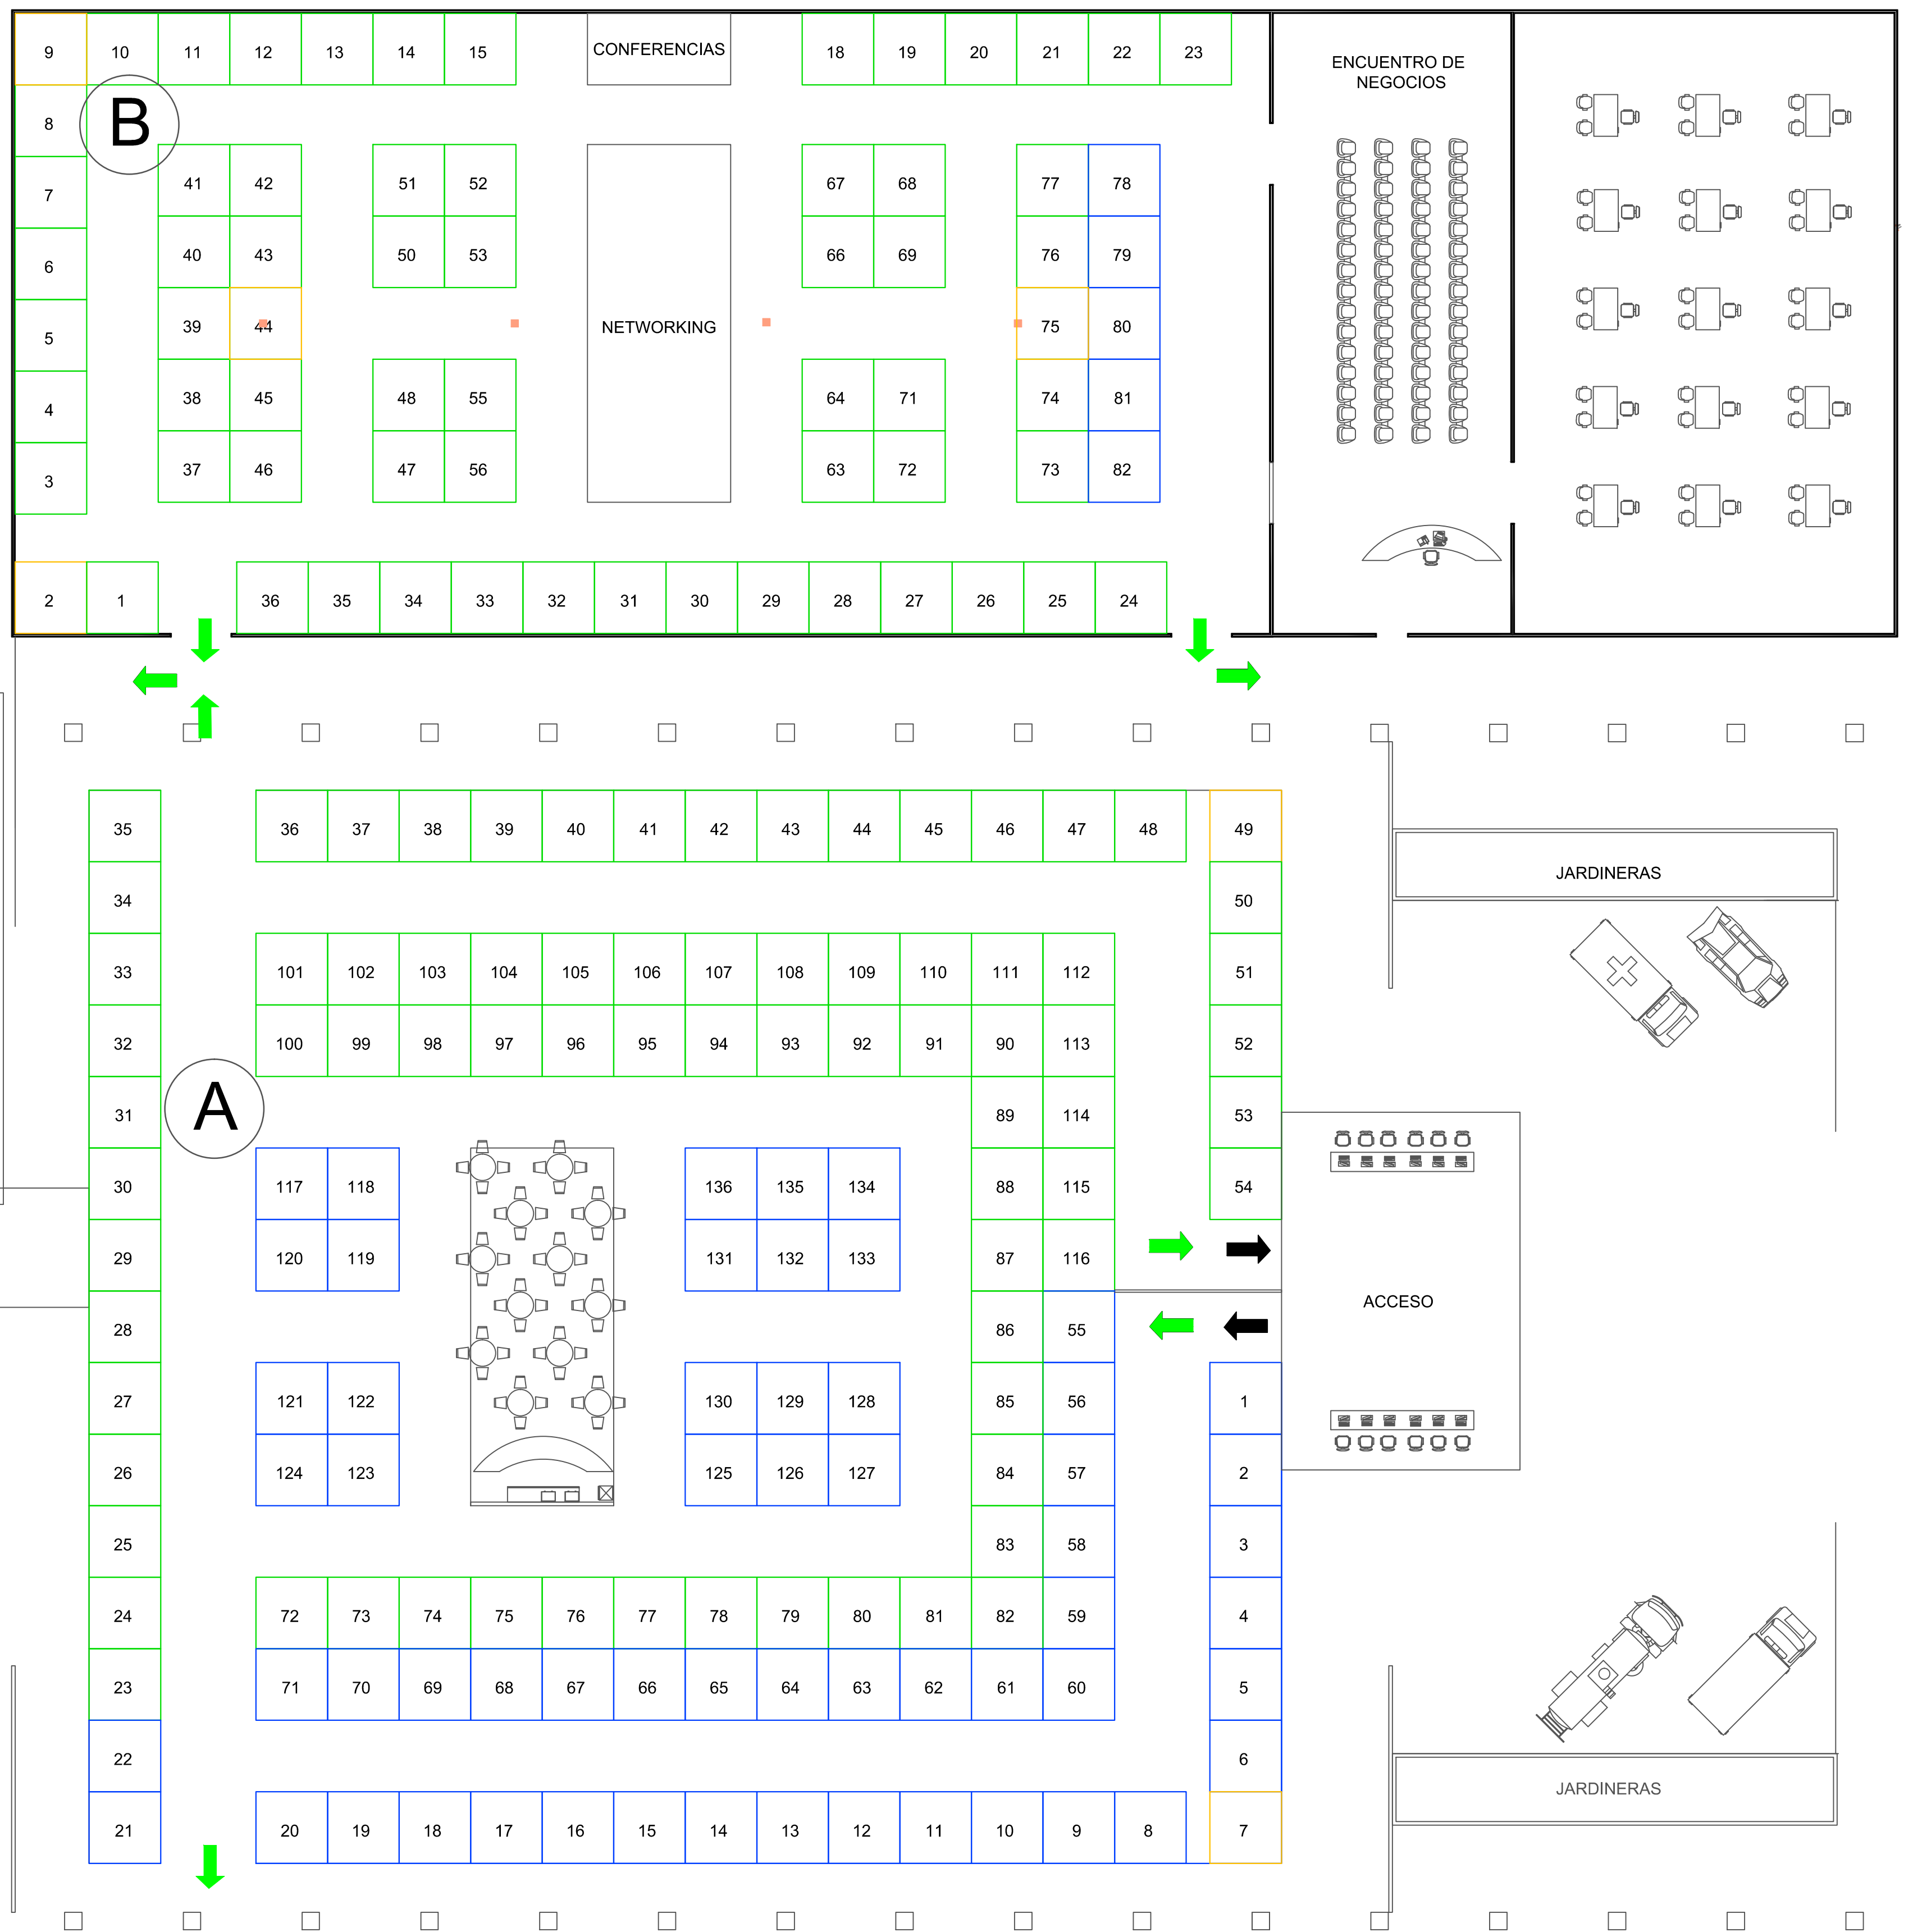 9 10 11 12 13 14 15 CONFERENCIAS 18 19 20 21 22 23
ENCUENTRO DE
NEGOCIOS
8
B
7 41 42 51 52 67 68 77 78
6 40 43 50 53 66 69 76 79
5 39 44 NETWORKING 75 80
4 38 45 48 55 64 71 74 81
3 37 46 47 56 63 72 73 82
2 1 36 35 34 33 32 31 30 29 28 27 26 25 24
35 36 37 38 39 40 41 42 43 44 45 46 47 48 49
JARDINERAS
34 50
33 101 102 103 104 105 106 107 108 109 110 111 112 51
32 100 99 98 97 96 95 94 93 92 91 90 113 52
A
31 89 114 53
30 117 118 136 135 134 88 115 54
29 120 119 131 132 133 87 116
ACCESO
28 86 55
27 121 122 130 129 128 85 56 1
26 124 123 125 126 127 84 57 2
25 83 58 3
24 72 73 74 75 76 77 78 79 80 81 82 59 4
23 71 70 69 68 67 66 65 64 63 62 61 60 5
22 6
JARDINERAS
21 20 19 18 17 16 15 14 13 12 11 10 9 8 7